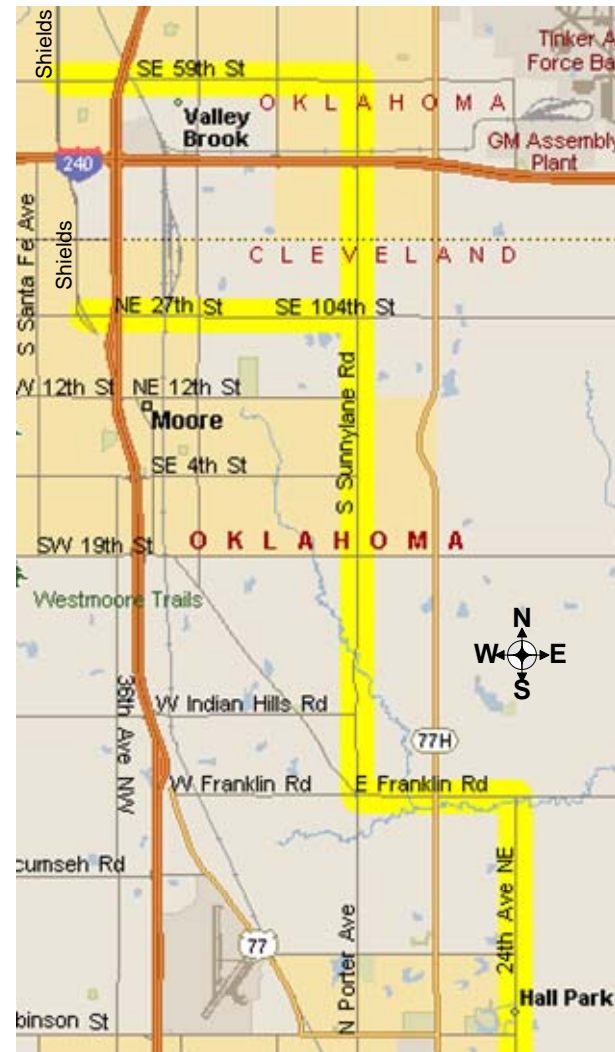 Shields
SE 59th St
Tinker A
Force Ba
OKLAHOMA
Valley
Brook
GM Assembly
Plant
240
S Santa Fe Ave
Shields
CLEVELAND
NE 27th St
SE 104th St
W 12th St
NE 12th St
Moore
S Sunnylane Rd
SE 4th St
SW 19th St
OKLAHOMA
Westmoore Trails
N
W
E
S
36th Ave NW
W Indian Hills Rd
77H
W Franklin Rd
E Franklin Rd
cumseh Rd
77
N Porter Ave
24th Ave NE
Hall Park
binson St